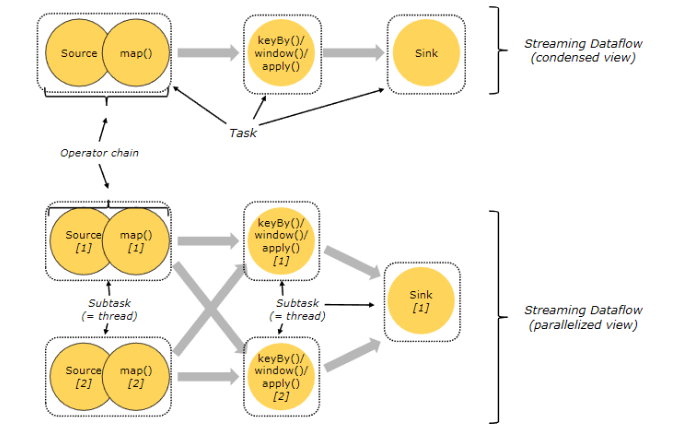 Source
map()
keyBy()/
window()/
apply()
Sink
Streaming Dataflow
(condensed view)
Task
Operator chain
Source
[1]
map()
[1]
keyBy()/
window()/
apply()
[1]
Subtask
(= thread)
Subtask
(= thread)
Sink
[1]
Streaming Dataflow
(parallelized view)
Source
[2]
map()
[2]
keyBy()/
window()/
apply()
[2]